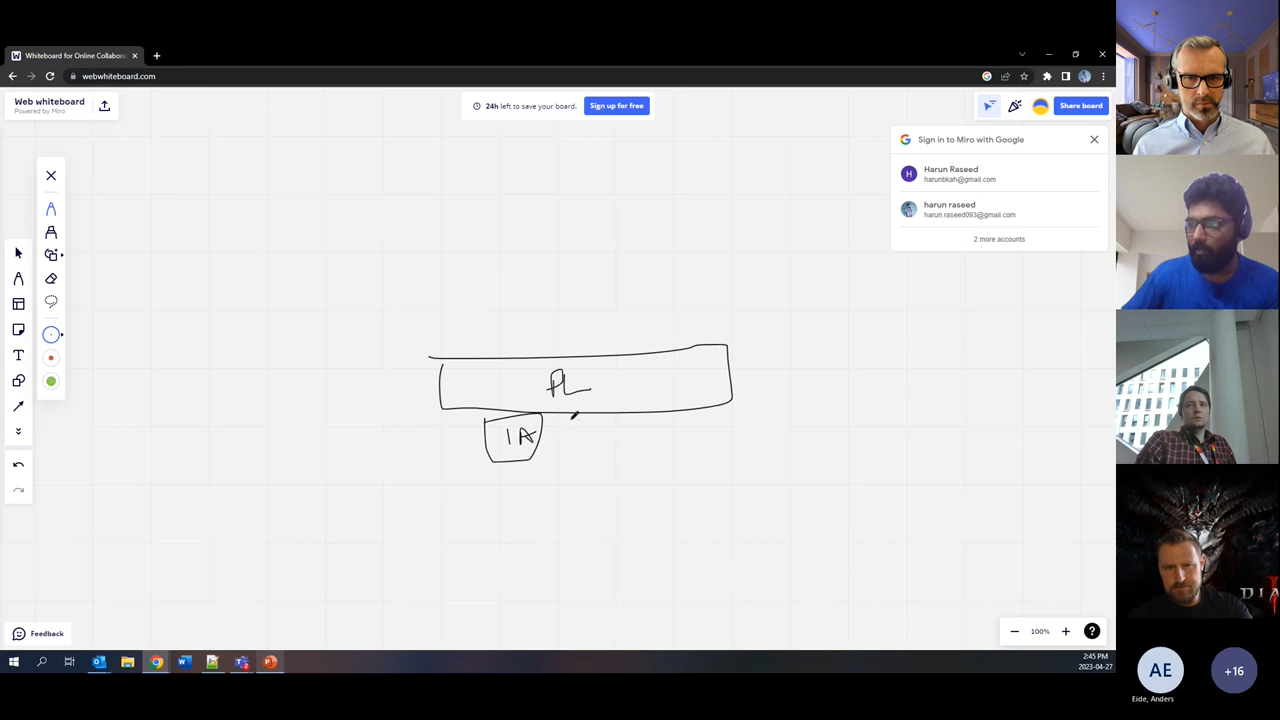 Whiteboard for Online Collabora
webwhiteboard.com
Web whiteboard
Powered by Miro
24h left to save your board.
Sign up for free
Share board
Sign in to Miro with Google
H
Harun Raseed
harunbkah@gmail.com
harun raseed
harun.raseed093@gmail.com
2 more accounts
PL
1A
T
Feedback
100%
?
2:45 PM
2023-04-27
DIA
AE
Eide, Anders
+16